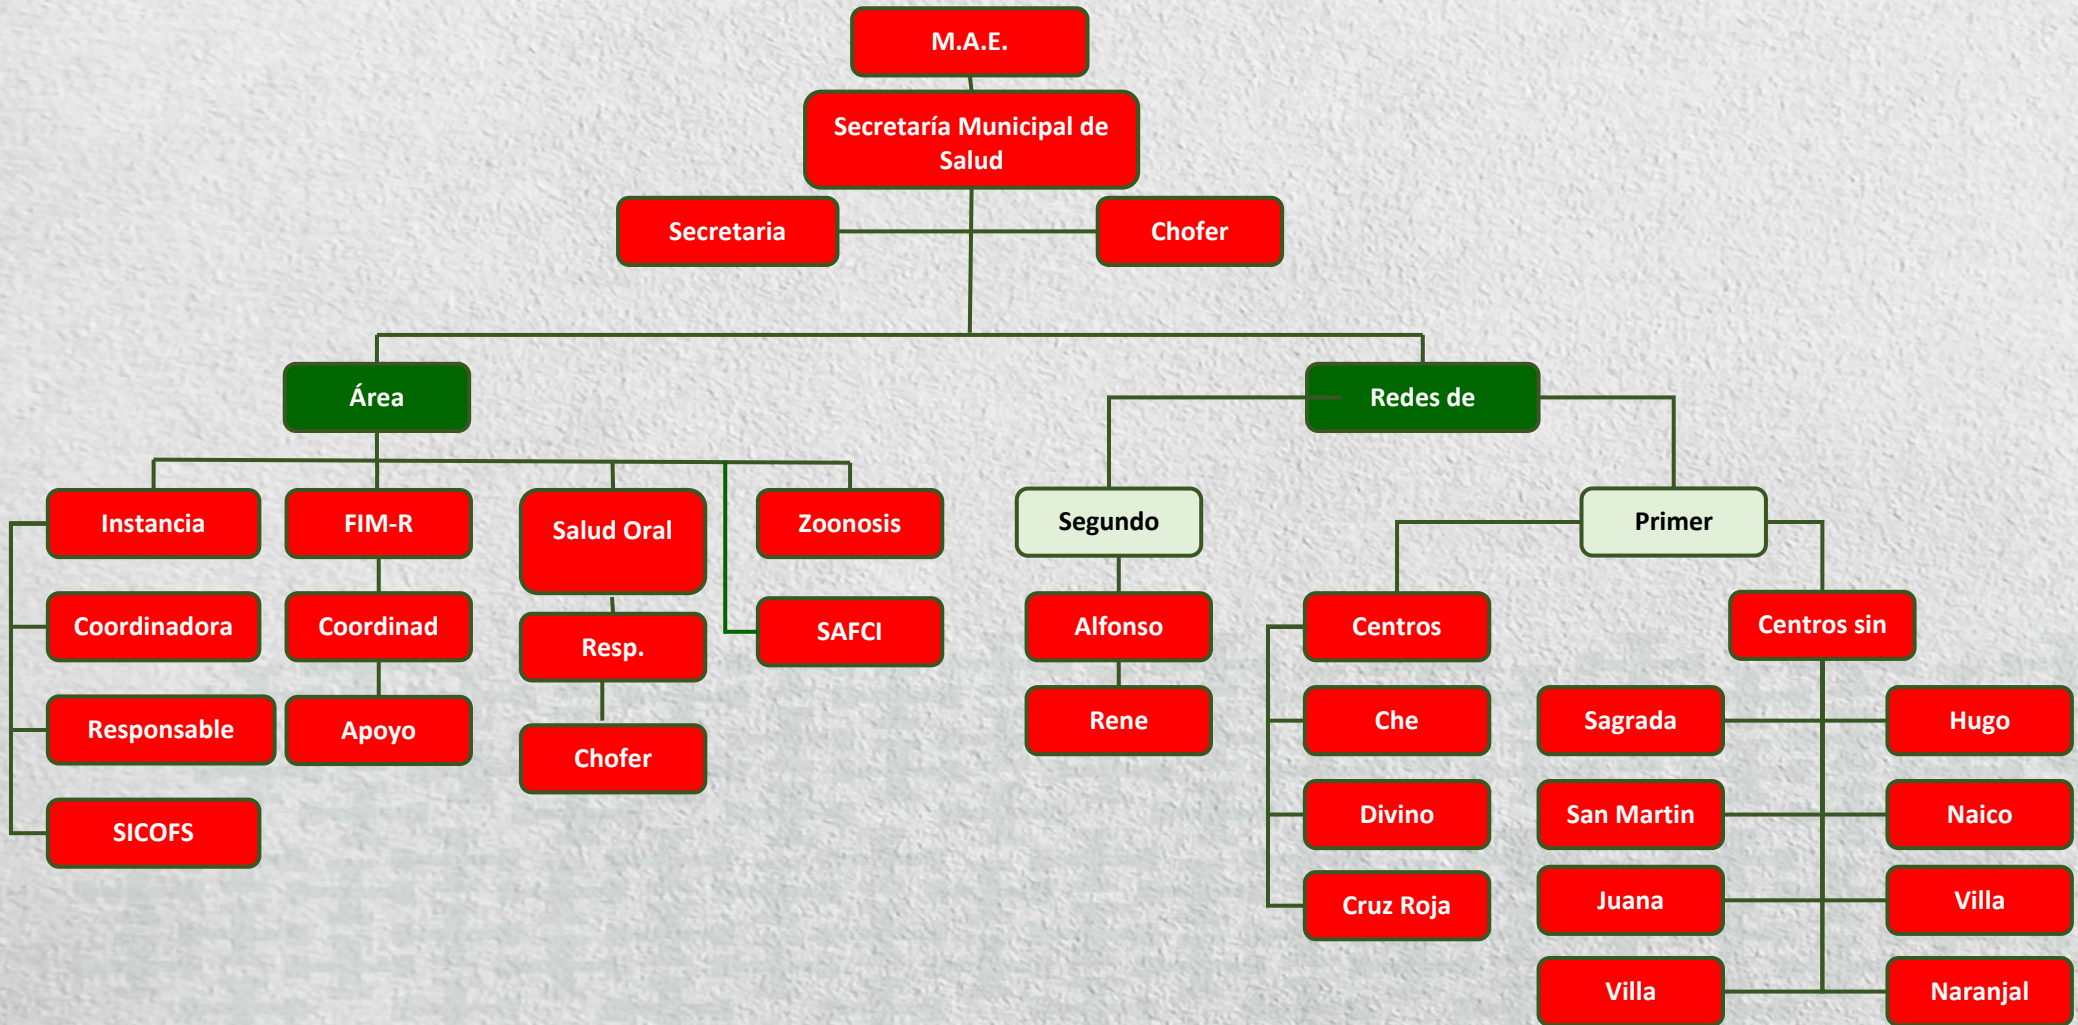 M.A.E.
Secretaría Municipal de
Salud
Secretaria
Chofer
Área
Redes de
Instancia
FIM-R
Salud Oral
Zoonosis
Segundo
Primer
Coordinadora
Coordinad
Resp.
SAFCI
Alfonso
Centros
Centros sin
Responsable
Apoyo
Chofer
Rene
Che
Sagrada
Hugo
SICOFS
Divino
San Martin
Naico
Cruz Roja
Juana
Villa
Villa
Naranjal